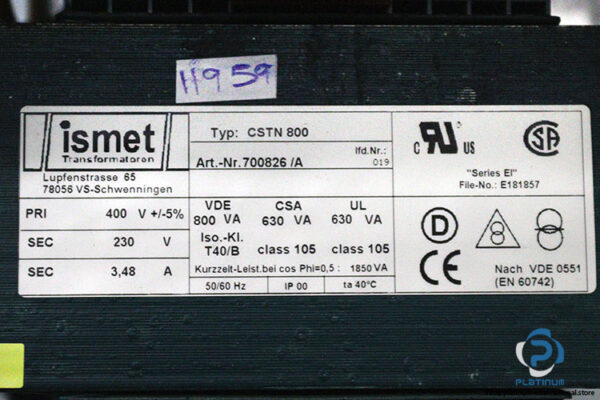 11959
ismet
Transformatoren
Lupfenstrasse 65
78056 VS-Schwenningen
Typ: CSTN 800
Art.-Nr. 700826 /A
lfd.Nr.:
019
c RU US
SA
"Series EI"
File-No.: E181857
PRI 400 V +/-5%
SEC 230 V
SEC 3,48 A
VDE CSA UL
800 VA 630 VA 630 VA
Iso.-Kl.
T40/B class 105 class 105
Kurzzeit-Leist.bei cos Phi=0,5 : 1850 VA
50/60 Hz IP 00 ta 40°C
D
CE
Nach VDE 0551
(EN 60742)
PLATINUM